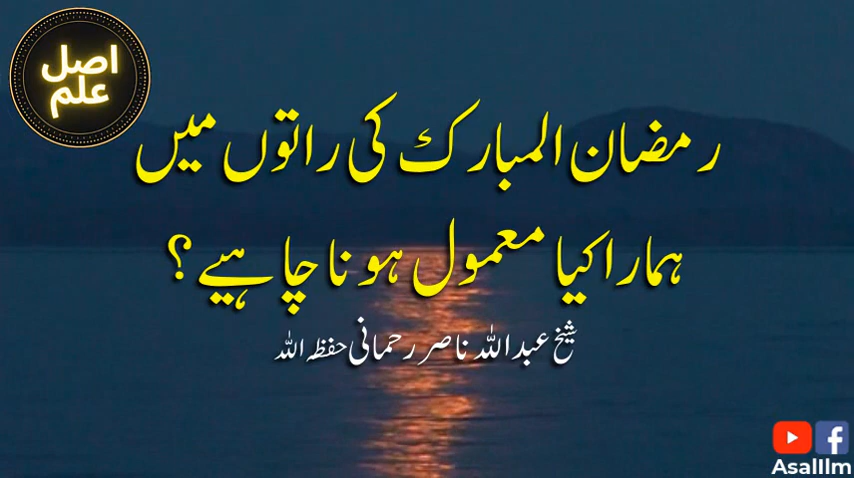 اصل
علم
رمضان المبارک کی راتوں میں
ہمارا کیا معمول ہونا چاہیے؟
شیخ عبداللہ ناصر رحمانی حفظہ اللہ
AsalIlm